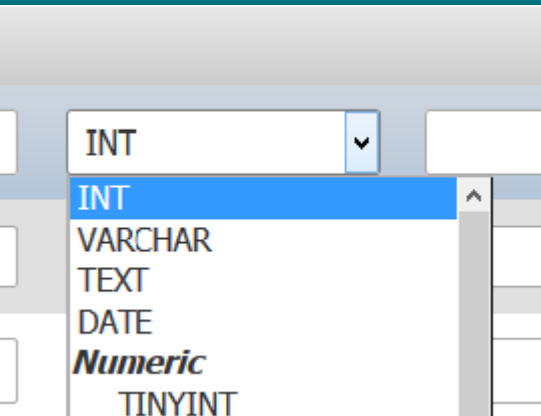 INT
INT
VARCHAR
TEXT
DATE
Numeric
TINYINT